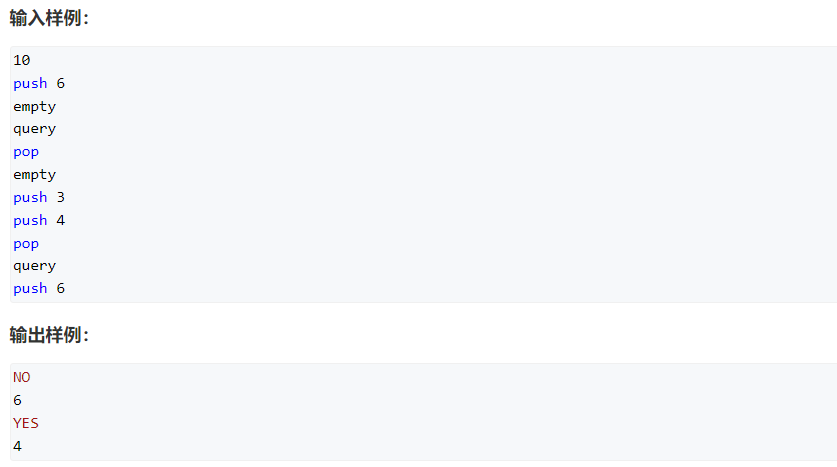 输入样例：
10
push 6
empty
query
pop
empty
push 3
push 4
pop
query
push 6
输出样例：
NO
6
YES
4